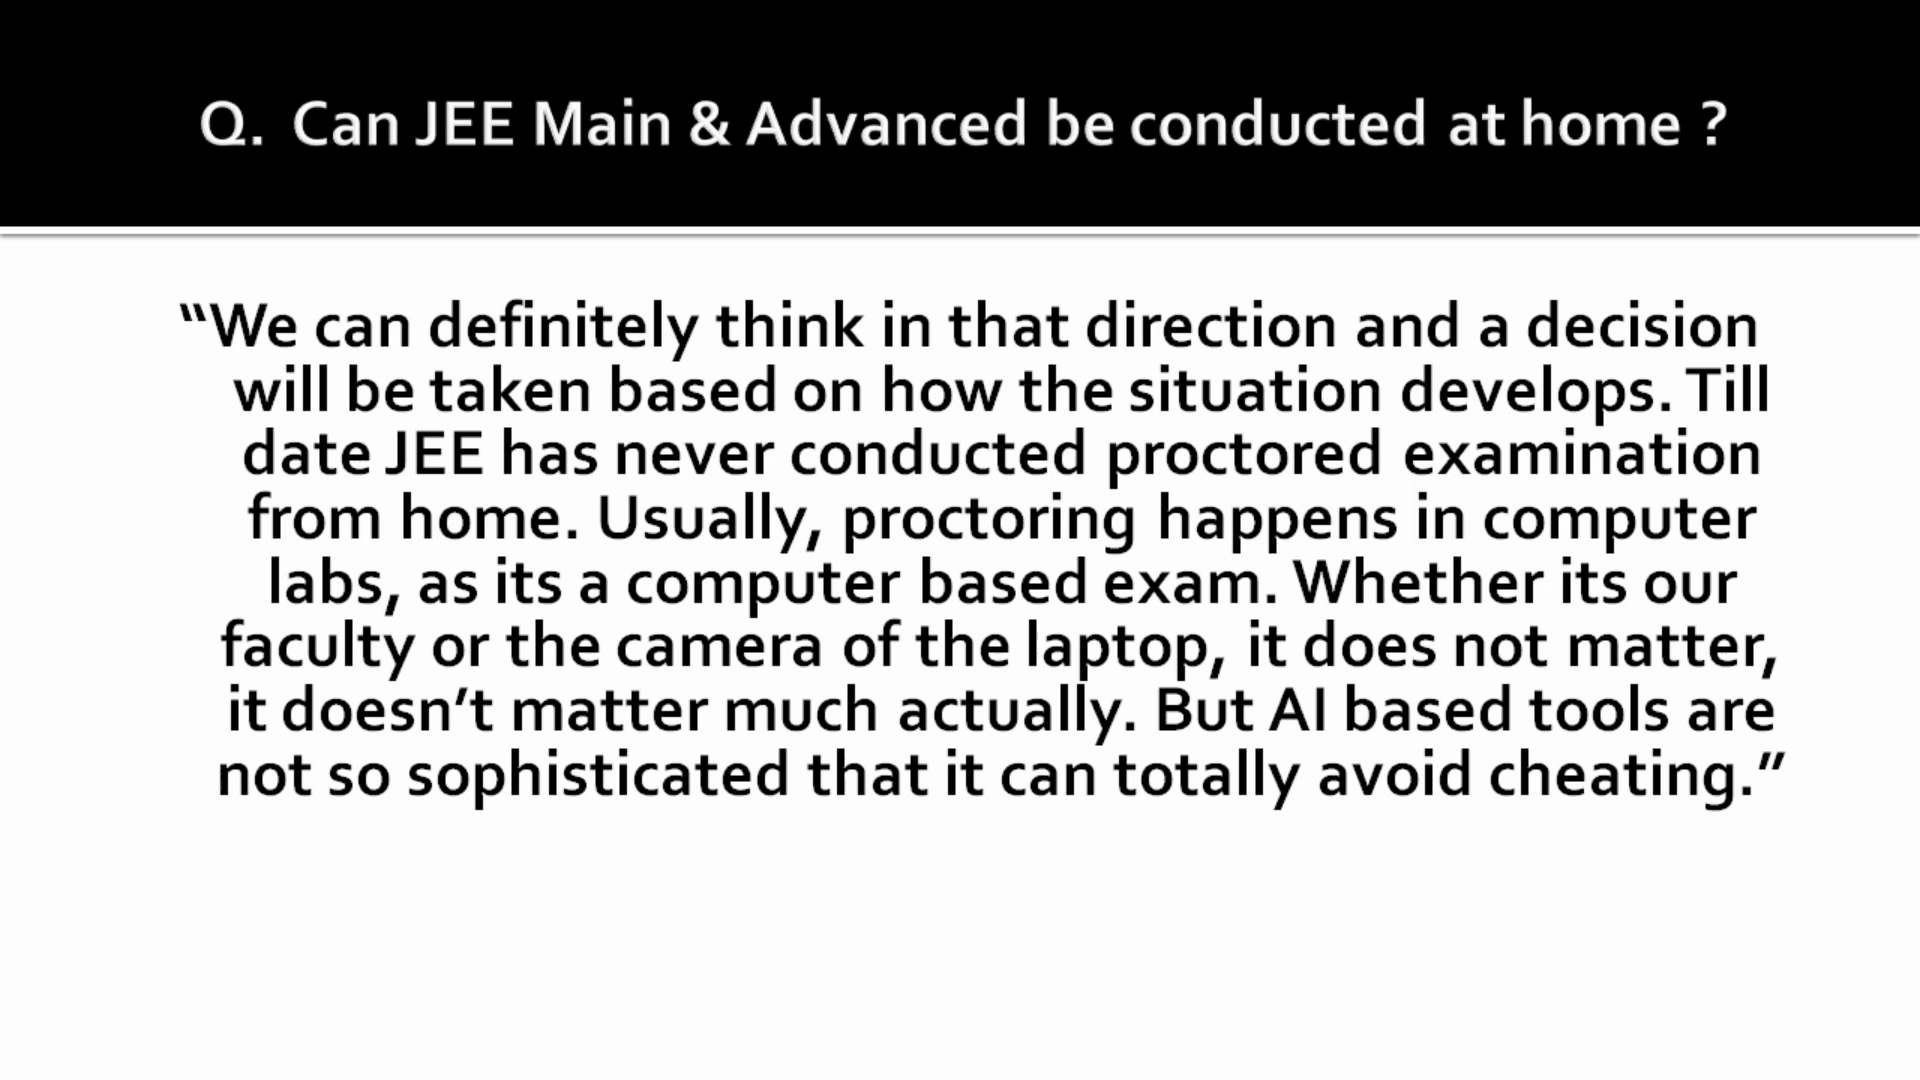 Q. Can JEE Main & Advanced be conducted at home ?
“We can definitely think in that direction and a decision
will be taken based on how the situation develops. Till
date JEE has never conducted proctored examination
from home. Usually, proctoring happens in computer
labs, as its a computer based exam. Whether its our
faculty or the camera of the laptop, it does not matter,
it doesn’t matter much actually. But AI based tools are
not so sophisticated that it can totally avoid cheating.”